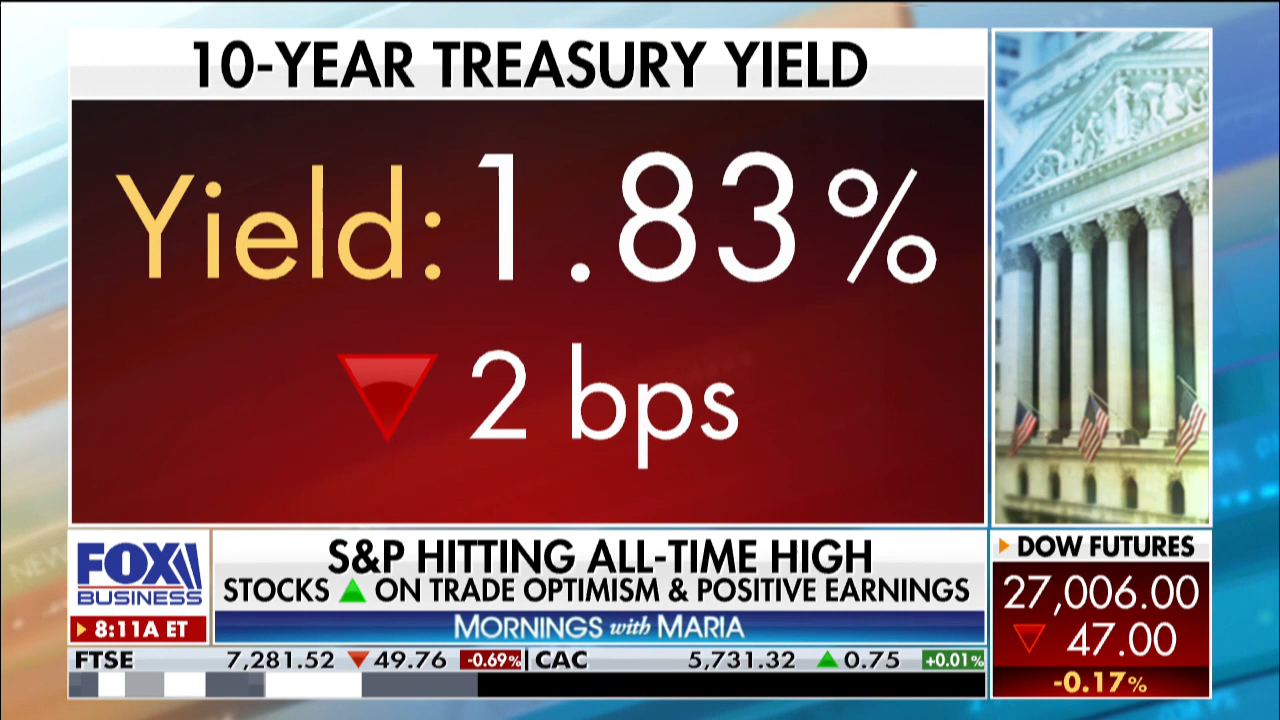 10-YEAR TREASURY YIELD
Yield: 1.83%
2 bps
FOX BUSINESS
8:11A ET
S&P HITTING ALL-TIME HIGH
STOCKS ▲ ON TRADE OPTIMISM & POSITIVE EARNINGS
MORNINGS with MARIA
FTSE 7,281.52 ▼ 49.76 -0.69% CAC 5,731.32 ▲ 0.75 +0.01%
DOW FUTURES
27,006.00
▼ 47.00
-0.17%